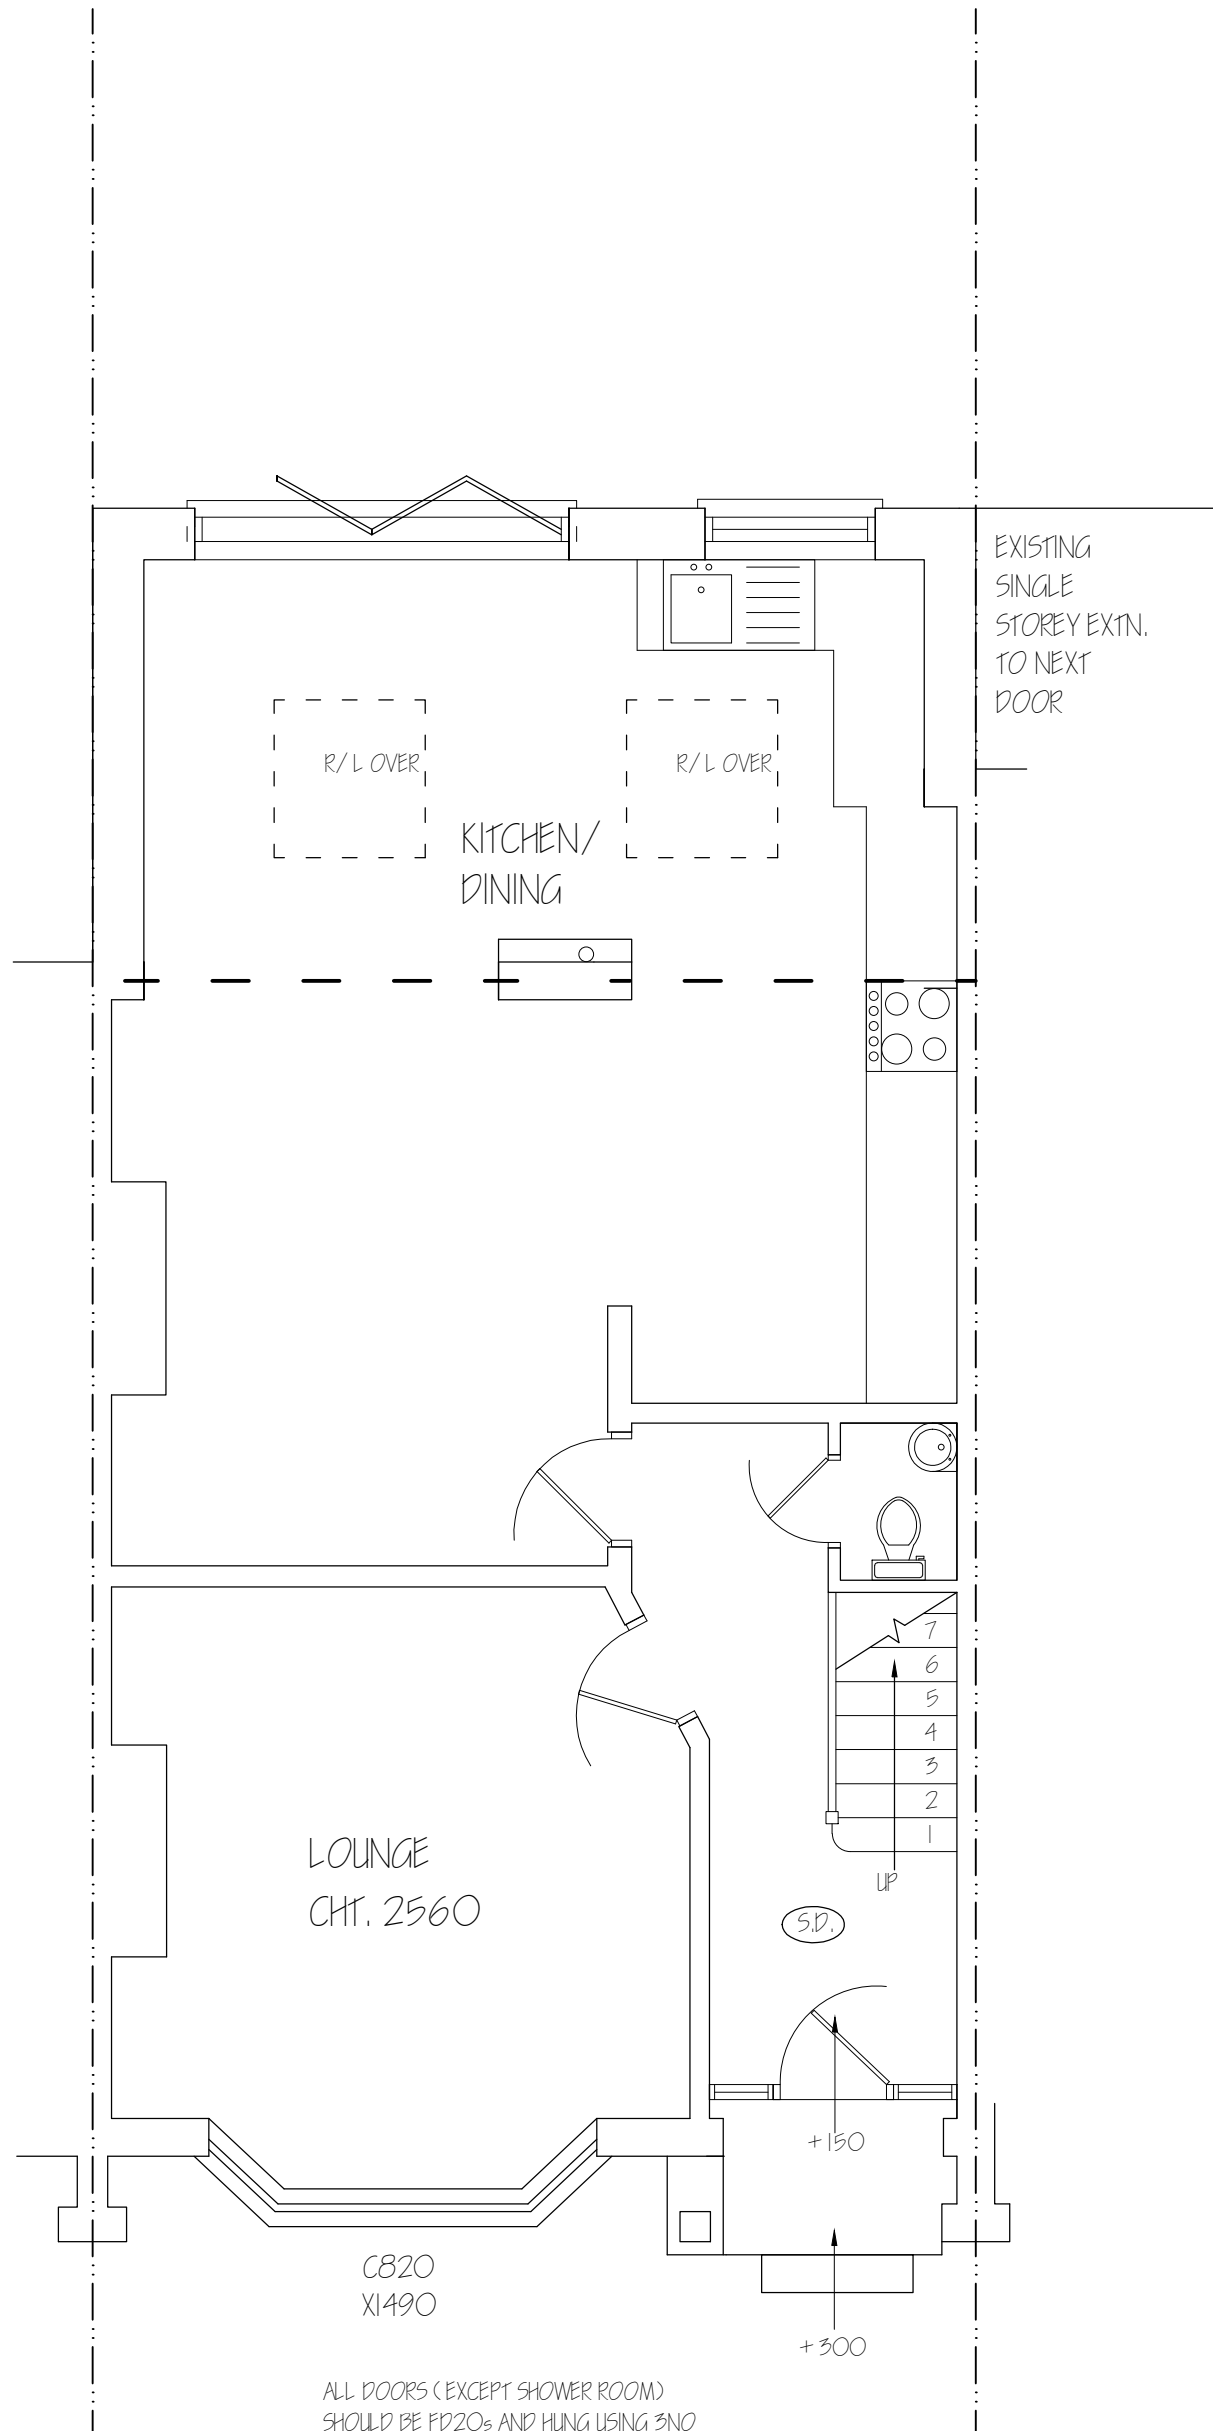 EXISTING
SINGLE
STOREY EXTN.
TO NEXT
DOOR
R/L OVER
R/L OVER
KITCHEN/
DINING
7
6
5
4
3
2
1
UP
LOUNGE
CHT. 2560
S.D.
+150
C820
X1490
+300
ALL DOORS (EXCEPT SHOWER ROOM)
SHOULD BE FD20s AND HUNG USING 3NO